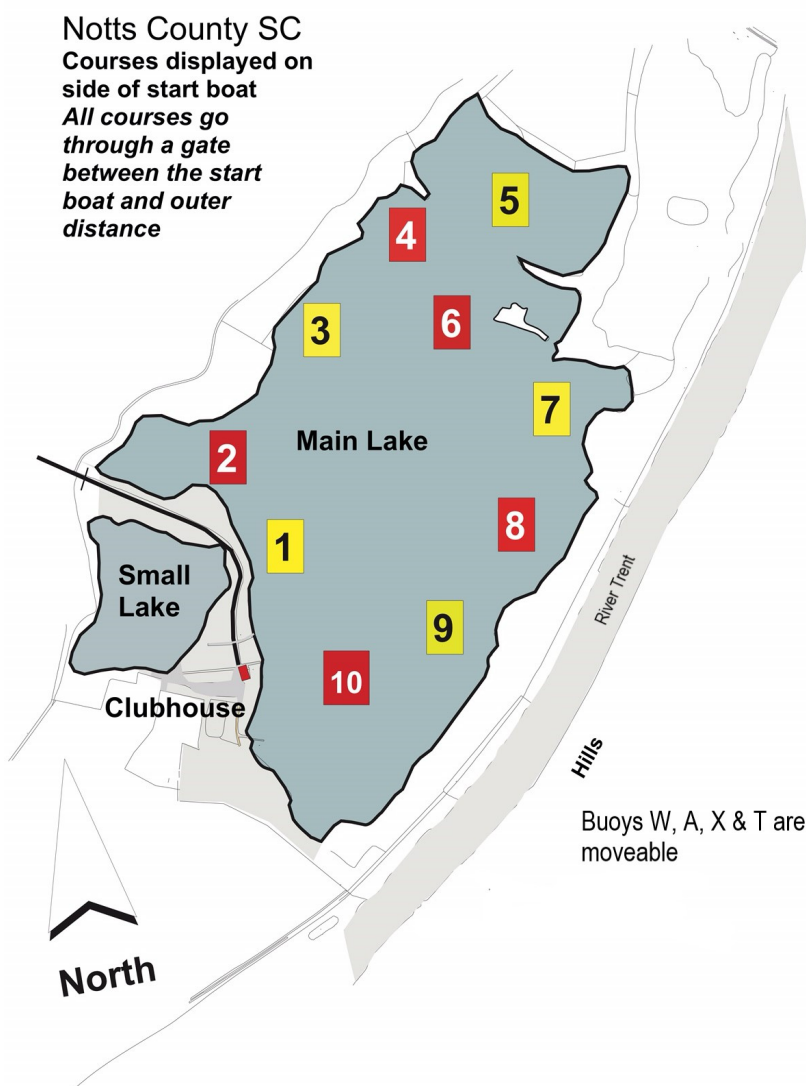 Notts County SC
Courses displayed on
side of start boat
All courses go
through a gate
between the start
boat and outer
distance
5
4
6
3
7
Main Lake
2
8
1
Small
Lake
River Trent
9
10
Clubhouse
Hills
Buoys W, A, X & T are
moveable
North